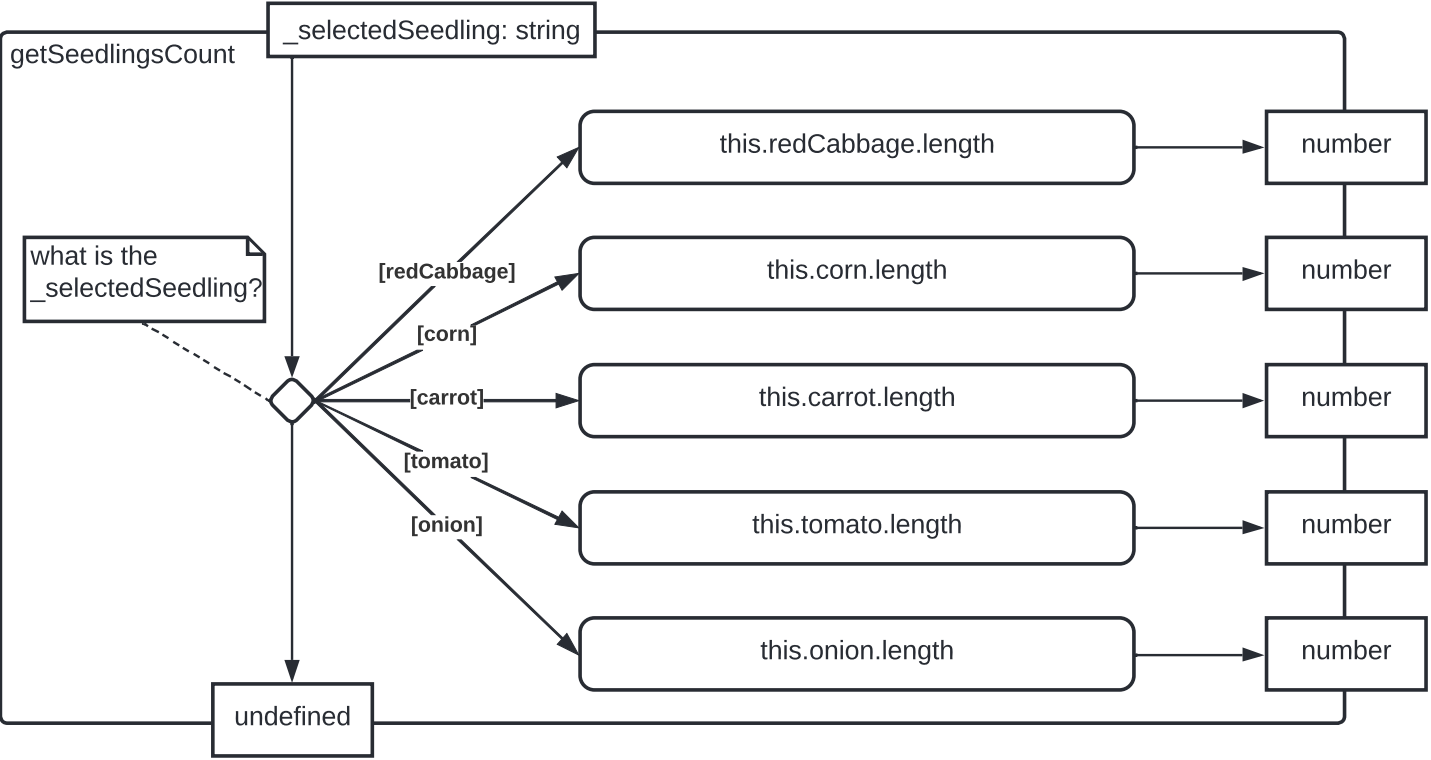 _selectedSeedling: string
getSeedlingsCount
this.redCabbage.length
number
what is the
_selectedSeedling?
[redCabbage]
this.corn.length
number
[corn]
[carrot]
this.carrot.length
number
[tomato]
this.tomato.length
number
[onion]
this.onion.length
number
undefined